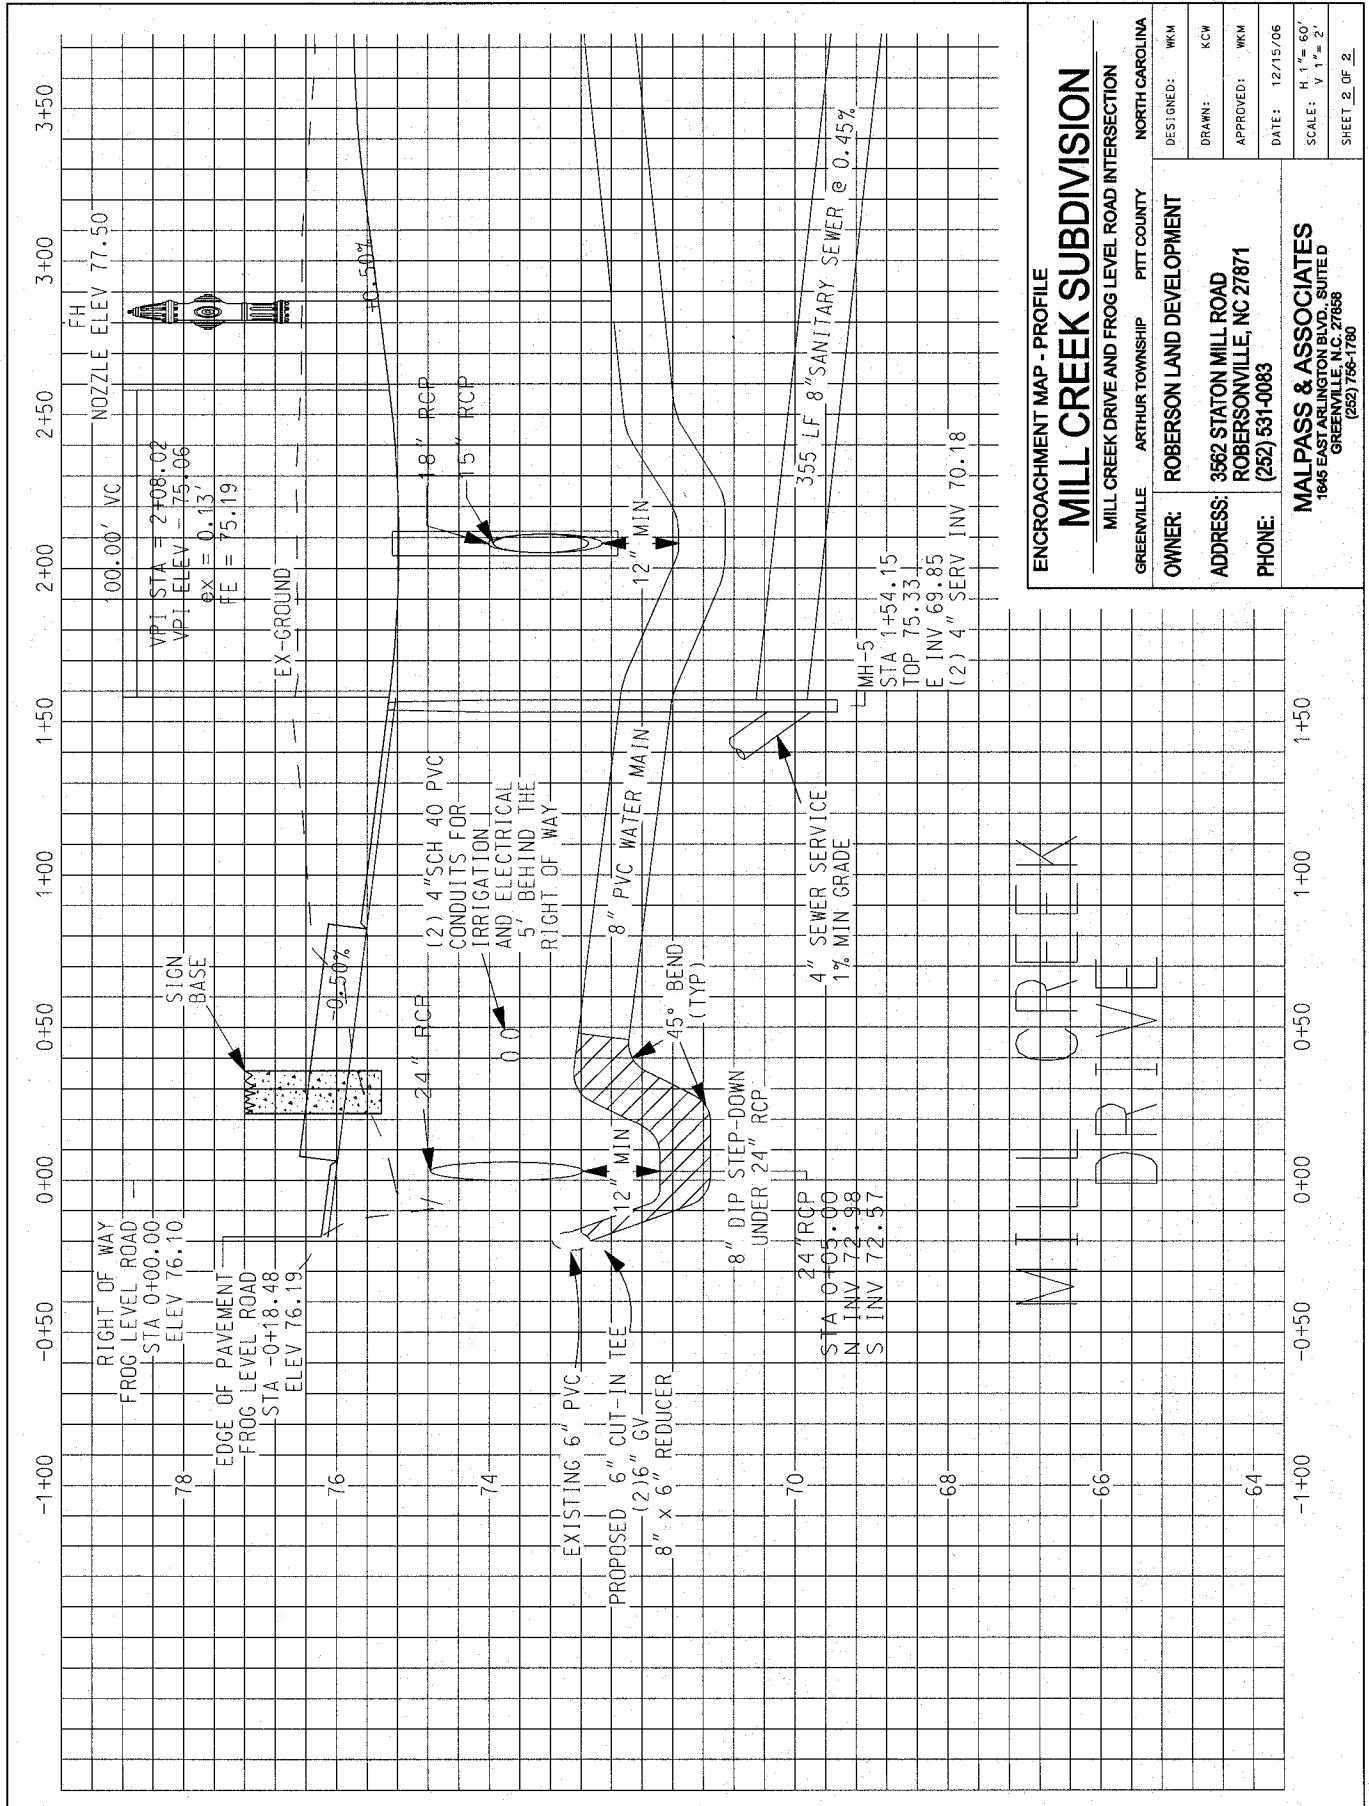 -1+00
-0+50
0+00
0+50
1+00
1+50
2+00
2+50
3+00
3+50
RIGHT OF WAY
FROG LEVEL ROAD
STA 0+00.00
ELEV 76.10
EDGE OF PAVEMENT
FROG LEVEL ROAD
STA -0+18.48
ELEV 76.19
SIGN
BASE
100.00' VC
VPI STA = 2+08.02
VPI ELEV = 75.06
ex = 0.13'
FE = 75.19
EX-GROUND
FH
NOZZLE ELEV 77.50
-0.50%
+0.50%
78
76
74
70
68
66
64
24" RCP
(2) 4"SCH 40 PVC
CONDUITS FOR
IRRIGATION
AND ELECTRICAL
5' BEHIND THE
RIGHT OF WAY
18" RCP
15" RCP
EXISTING 6" PVC
PROPOSED 6" CUT-IN TEE
(2)6" GV
8" x 6" REDUCER
12" MIN
8" PVC WATER MAIN
12" MIN
45° BEND
(TYP)
8" DIP STEP-DOWN
UNDER 24" RCP
24"RCP
STA 0+05.00
N INV 72.98
S INV 72.57
4" SEWER SERVICE
1% MIN GRADE
355 LF 8"SANITARY SEWER @ 0.45%
MH-5
STA 1+54.15
TOP 75.33
E INV 69.85
(2) 4" SERV INV 70.18
MILL CREEK
DRIVE
-1+00
-0+50
0+00
0+50
1+00
1+50
ENCROACHMENT MAP - PROFILE
MILL CREEK SUBDIVISION
MILL CREEK DRIVE AND FROG LEVEL ROAD INTERSECTION
GREENVILLE ARTHUR TOWNSHIP PITT COUNTY NORTH CAROLINA
OWNER: ROBERSON LAND DEVELOPMENT
ADDRESS: 3562 STATON MILL ROAD
ROBERSONVILLE, NC 27871
PHONE: (252) 531-0083
DESIGNED: WKM
DRAWN: KCW
APPROVED: WKM
DATE: 12/15/06
SCALE: H 1"= 60'
V 1"= 2'
SHEET 2 OF 2
MALPASS & ASSOCIATES
1645 EAST ARLINGTON BLVD., SUITE D
GREENVILLE, N.C. 27858
(252) 756-1780